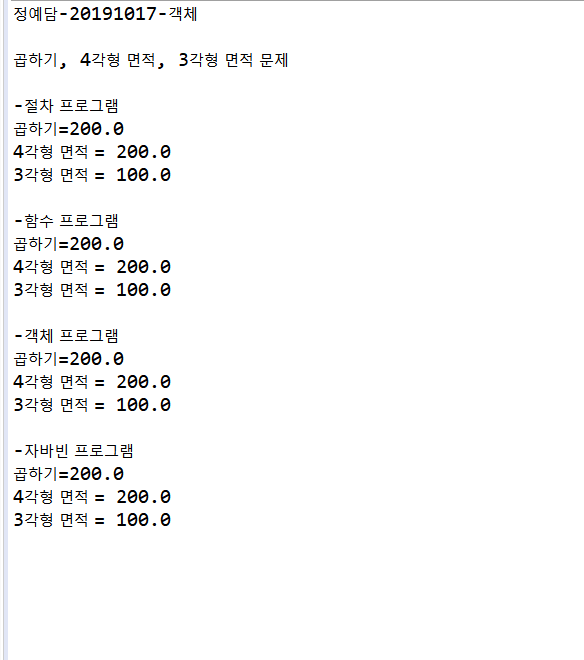 정예담-20191017-객체
곱하기, 4각형 면적, 3각형 면적 문제
-절차 프로그램
곱하기=200.0
4각형 면적 = 200.0
3각형 면적 = 100.0
-함수 프로그램
곱하기=200.0
4각형 면적 = 200.0
3각형 면적 = 100.0
-객체 프로그램
곱하기=200.0
4각형 면적 = 200.0
3각형 면적 = 100.0
-자바빈 프로그램
곱하기=200.0
4각형 면적 = 200.0
3각형 면적 = 100.0